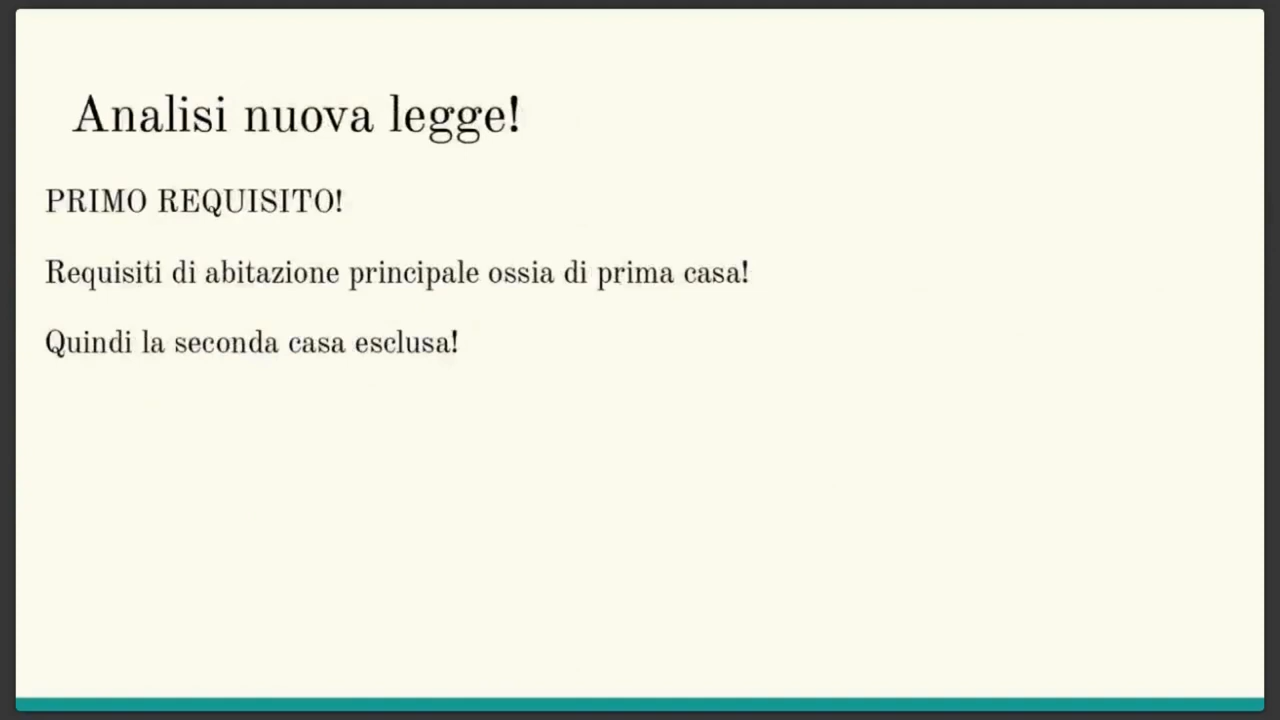 Analisi nuova legge!
PRIMO REQUISITO!
Requisiti di abitazione principale ossia di prima casa!
Quindi la seconda casa esclusa!